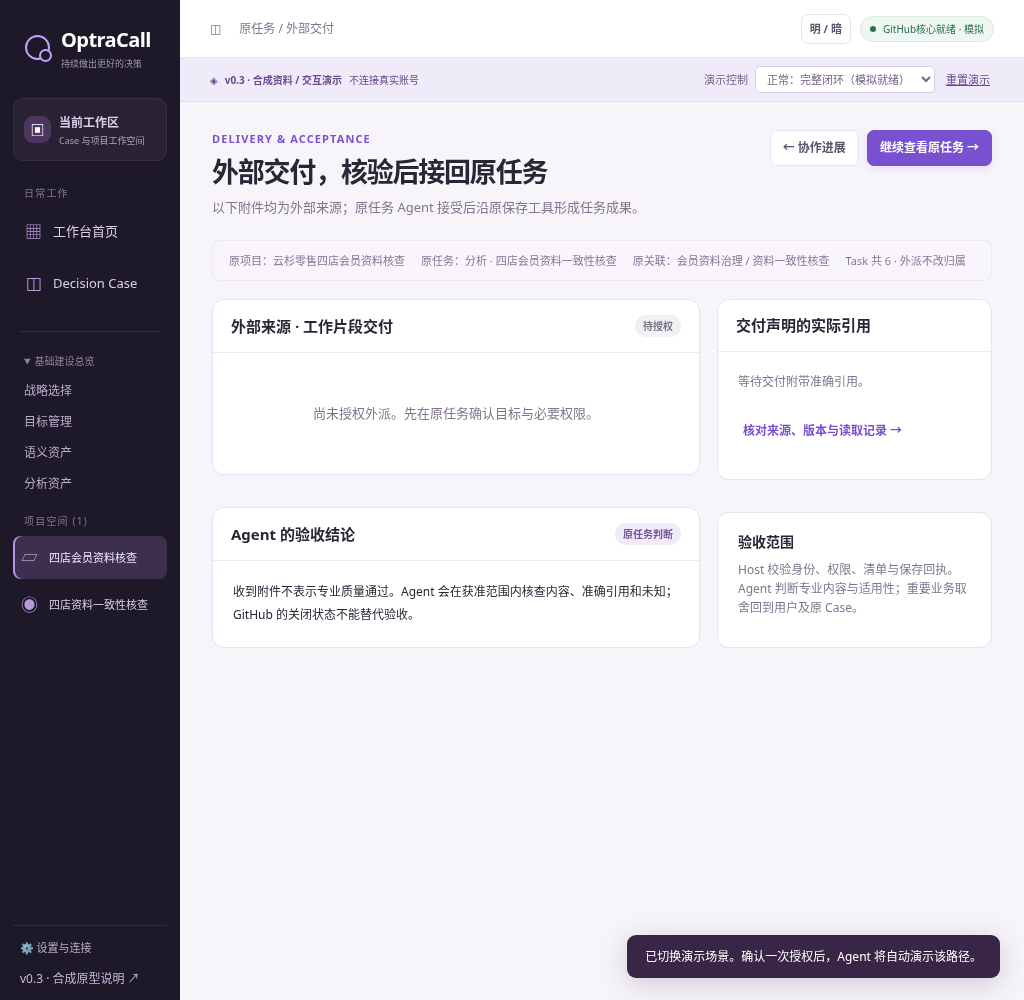 OptraCall
持续做出更好的决策
当前工作区
Case 与项目工作空间
日常工作
工作台首页
Decision Case
▼ 基础建设总览
战略选择
目标管理
语义资产
分析资产
项目空间 (1)
四店会员资料核查
四店资料一致性核查
⚙️ 设置与连接
v0.3 · 合成原型说明 ↗
原任务 / 外部交付
明 / 暗
GitHub核心就绪 · 模拟
◈ v0.3 · 合成资料 / 交互演示 不连接真实账号
演示控制
正常：完整闭环（模拟就绪）
重置演示
DELIVERY & ACCEPTANCE
外部交付，核验后接回原任务
以下附件均为外部来源；原任务 Agent 接受后沿原保存工具形成任务成果。
← 协作进展
继续查看原任务 →
原项目：云杉零售四店会员资料核查 原任务：分析 · 四店会员资料一致性核查 原关联：会员资料治理 / 资料一致性核查 Task 共 6 · 外派不改归属
外部来源 · 工作片段交付
待授权
尚未授权外派。先在原任务确认目标与必要权限。
交付声明的实际引用
等待交付附带准确引用。
核对来源、版本与读取记录 →
Agent 的验收结论
原任务判断
收到附件不表示专业质量通过。Agent 会在获准范围内核查内容、准确引用和未知；
GitHub 的关闭状态不能替代验收。
验收范围
Host 校验身份、权限、清单与保存回执。
Agent 判断专业内容与适用性；重要业务取
舍回到用户及原 Case。
已切换演示场景。确认一次授权后，Agent 将自动演示该路径。